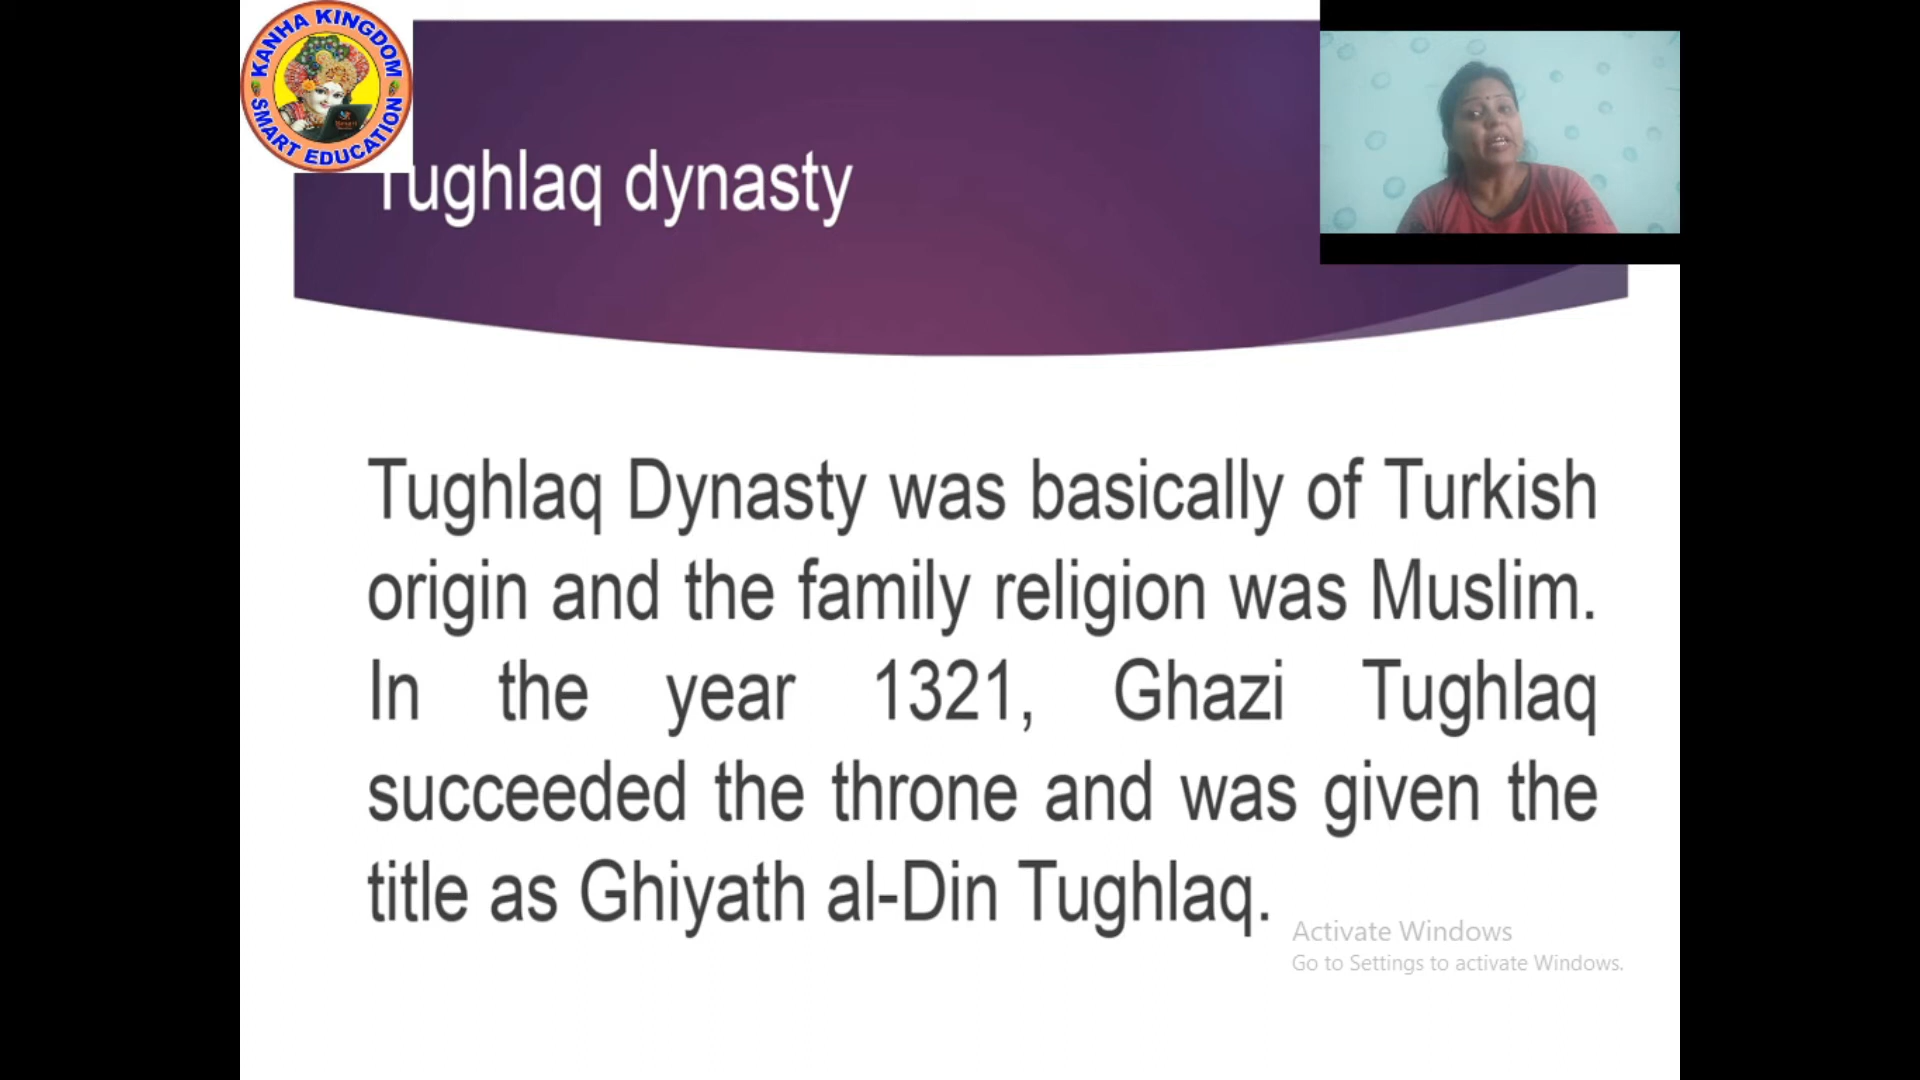 KANHA KINGDOM
SMART EDUCATION
Tughlaq dynasty
Tughlaq Dynasty was basically of Turkish
origin and the family religion was Muslim.
In the year 1321, Ghazi Tughlaq
succeeded the throne and was given the
title as Ghiyath al-Din Tughlaq.
Activate Windows
Go to Settings to activate Windows.